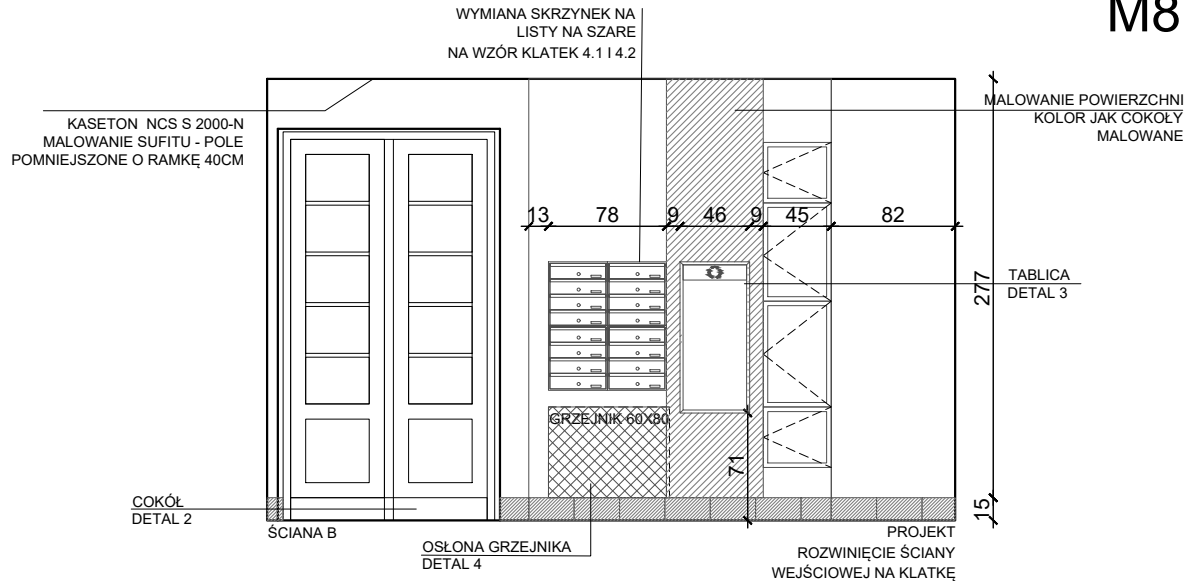 M8
WYMIANA SKRZYNEK NA
LISTY NA SZARE
NA WZÓR KLATEK 4.1 I 4.2
KASETON NCS S 2000-N
MALOWANIE SUFITU - POLE
POMNIEJSZONE O RAMKĘ 40CM
MALOWANIE POWIERZCHNI
KOLOR JAK COKOŁY
MALOWANE
13 78 9 46 9 45 82
277
TABLICA
DETAL 3
GRZEJNIK 60X80
71
15
COKÓŁ
DETAL 2
ŚCIANA B
OSŁONA GRZEJNIKA
DETAL 4
PROJEKT
ROZWINIĘCIE ŚCIANY
WEJŚCIOWEJ NA KLATKĘ